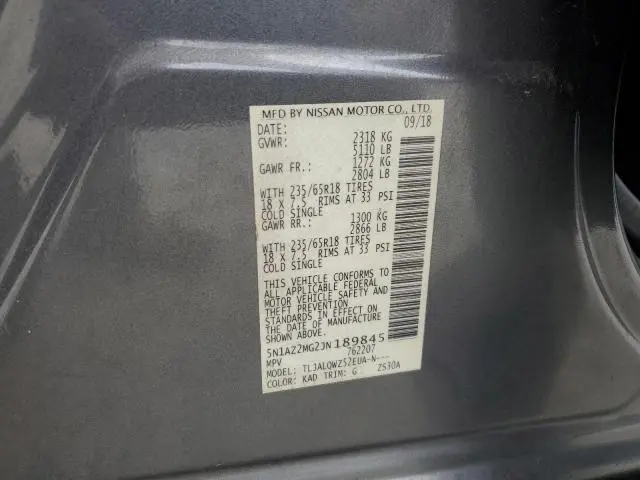 MFD BY NISSAN MOTOR CO., LTD.
DATE: 09/18
GVWR: 2318 KG
5110 LB
GAWR FR.: 1272 KG
2804 LB
WITH 235/65R18 TIRES
18 X 7.5 RIMS AT 33 PSI
COLD SINGLE
GAWR RR.: 1300 KG
2866 LB
WITH 235/65R18 TIRES
18 X 7.5 RIMS AT 33 PSI
COLD SINGLE
THIS VEHICLE CONFORMS TO
ALL APPLICABLE FEDERAL
MOTOR VEHICLE SAFETY AND
THEFT PREVENTION
STANDARDS IN EFFECT ON
THE DATE OF MANUFACTURE
SHOWN ABOVE.
5N1AZ2MG2JN189845
MPV 762207
MODEL: TLJALQWZ52EUA-N---
COLOR: KAD TRIM: G ZS30A